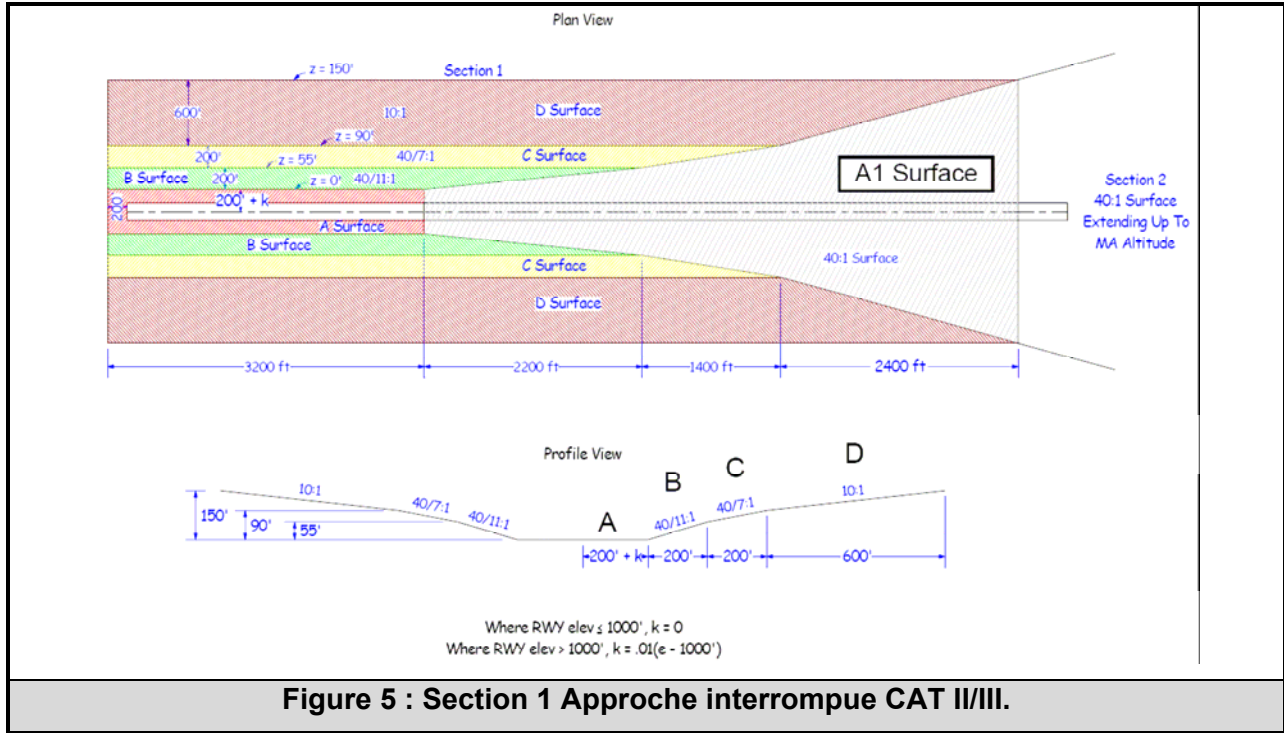 Plan View
z = 150'
Section 1
600'
10:1
D Surface
z = 90'
200'
z = 55'
40/7:1
C Surface
B Surface
200'
z = 0'
40/11:1
A1 Surface
200'
200' + k
A Surface
B Surface
40:1 Surface
C Surface
D Surface
Section 2
40:1 Surface
Extending Up To
MA Altitude
3200 ft
2200 ft
1400 ft
2400 ft
Profile View
B
C
D
A
10:1
40/7:1
40/11:1
150'
90'
55'
40/11:1
40/7:1
10:1
200' + k
200'
200'
600'
Where RWY elev ≤ 1000', k = 0
Where RWY elev > 1000', k = .01(e - 1000')
Figure 5 : Section 1 Approche interrompue CAT II/III.